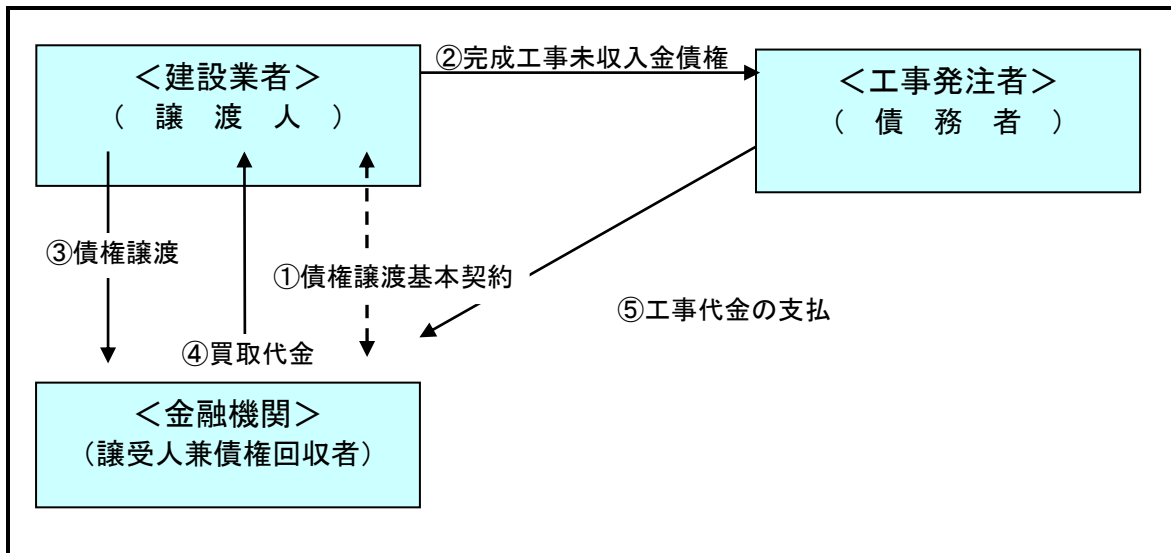 <建設業者>
（　譲　渡　人　）
②完成工事未収入金債権
<工事発注者>
（　債　務　者　）
③債権譲渡
①債権譲渡基本契約
⑤工事代金の支払
④買取代金
<金融機関>
（譲受人兼債権回収者）